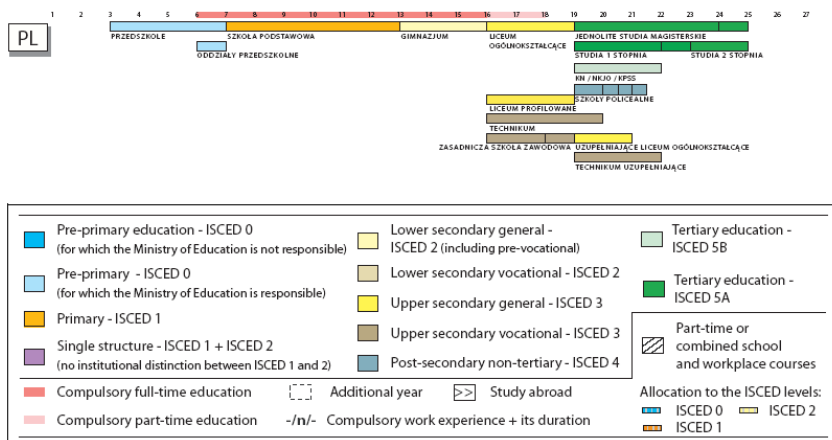 1 2 3 4 5 6 7 8 9 10 11 12 13 14 15 16 17 18 19 20 21 22 23 24 25 26 27
PL
PRZEDSZKOLE SZKOŁA PODSTAWOWA GIMNAZJUM LICEUM JEDNOLITE STUDIA MAGISTERSKIE
OGÓLNOKSZTAŁCĄCE
ODDZIAŁY PRZEDSZKOLNE STUDIA 1 STOPNIA STUDIA 2 STOPNIA
KN / NKJO / KPSS
SZKOŁY POLICEALNE
LICEUM PROFILOWANE
TECHNIKUM
ZASADNICZA SZKOŁA ZAWODOWA UZUPEŁNIAJĄCE LICEUM OGÓLNOKSZTAŁCĄCE
TECHNIKUM UZUPEŁNIAJĄCE
Pre-primary education - ISCED 0
(for which the Ministry of Education is not responsible)
Pre-primary - ISCED 0
(for which the Ministry of Education is responsible)
Primary - ISCED 1
Single structure - ISCED 1 + ISCED 2
(no institutional distinction between ISCED 1 and 2)
Lower secondary general -
ISCED 2 (including pre-vocational)
Lower secondary vocational - ISCED 2
Upper secondary general - ISCED 3
Upper secondary vocational - ISCED 3
Post-secondary non-tertiary - ISCED 4
Tertiary education -
ISCED 5B
Tertiary education -
ISCED 5A
Part-time or
combined school
and workplace courses
Compulsory full-time education
Additional year
>> Study abroad
Compulsory part-time education
-/n/- Compulsory work experience + its duration
Allocation to the ISCED levels:
ISCED 0 ISCED 2
ISCED 1